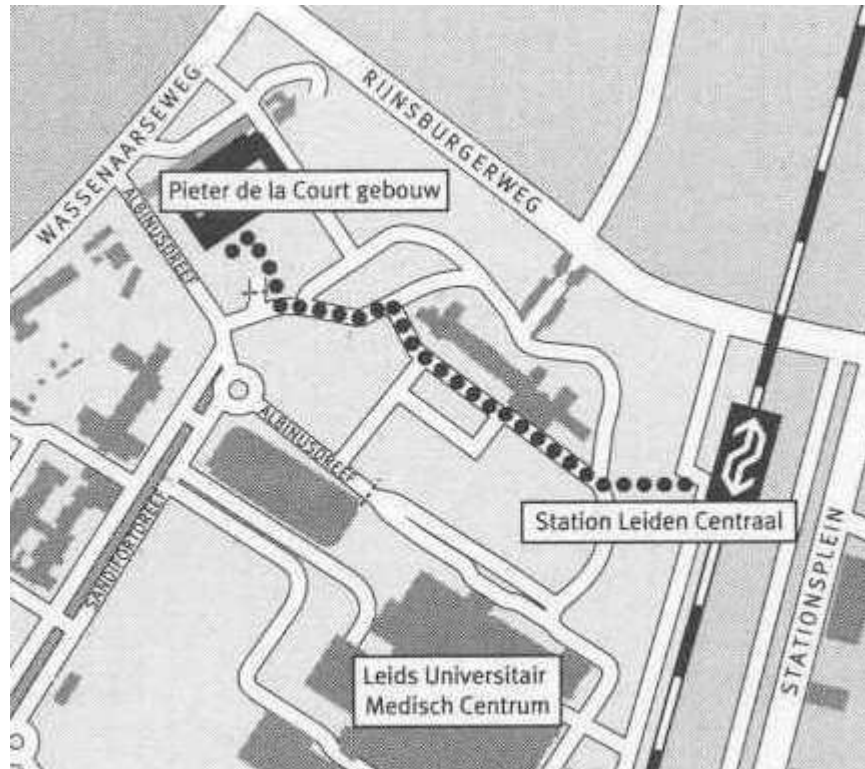 WASSENAARSEWEG
RIJNSBURGERWEG
Pieter de la Court gebouw
ALBINUSDREEF
ALBINUSDREEF
Station Leiden Centraal
SANDIFORTDREEF
STATIONSPLEIN
Leids Universitair
Medisch Centrum